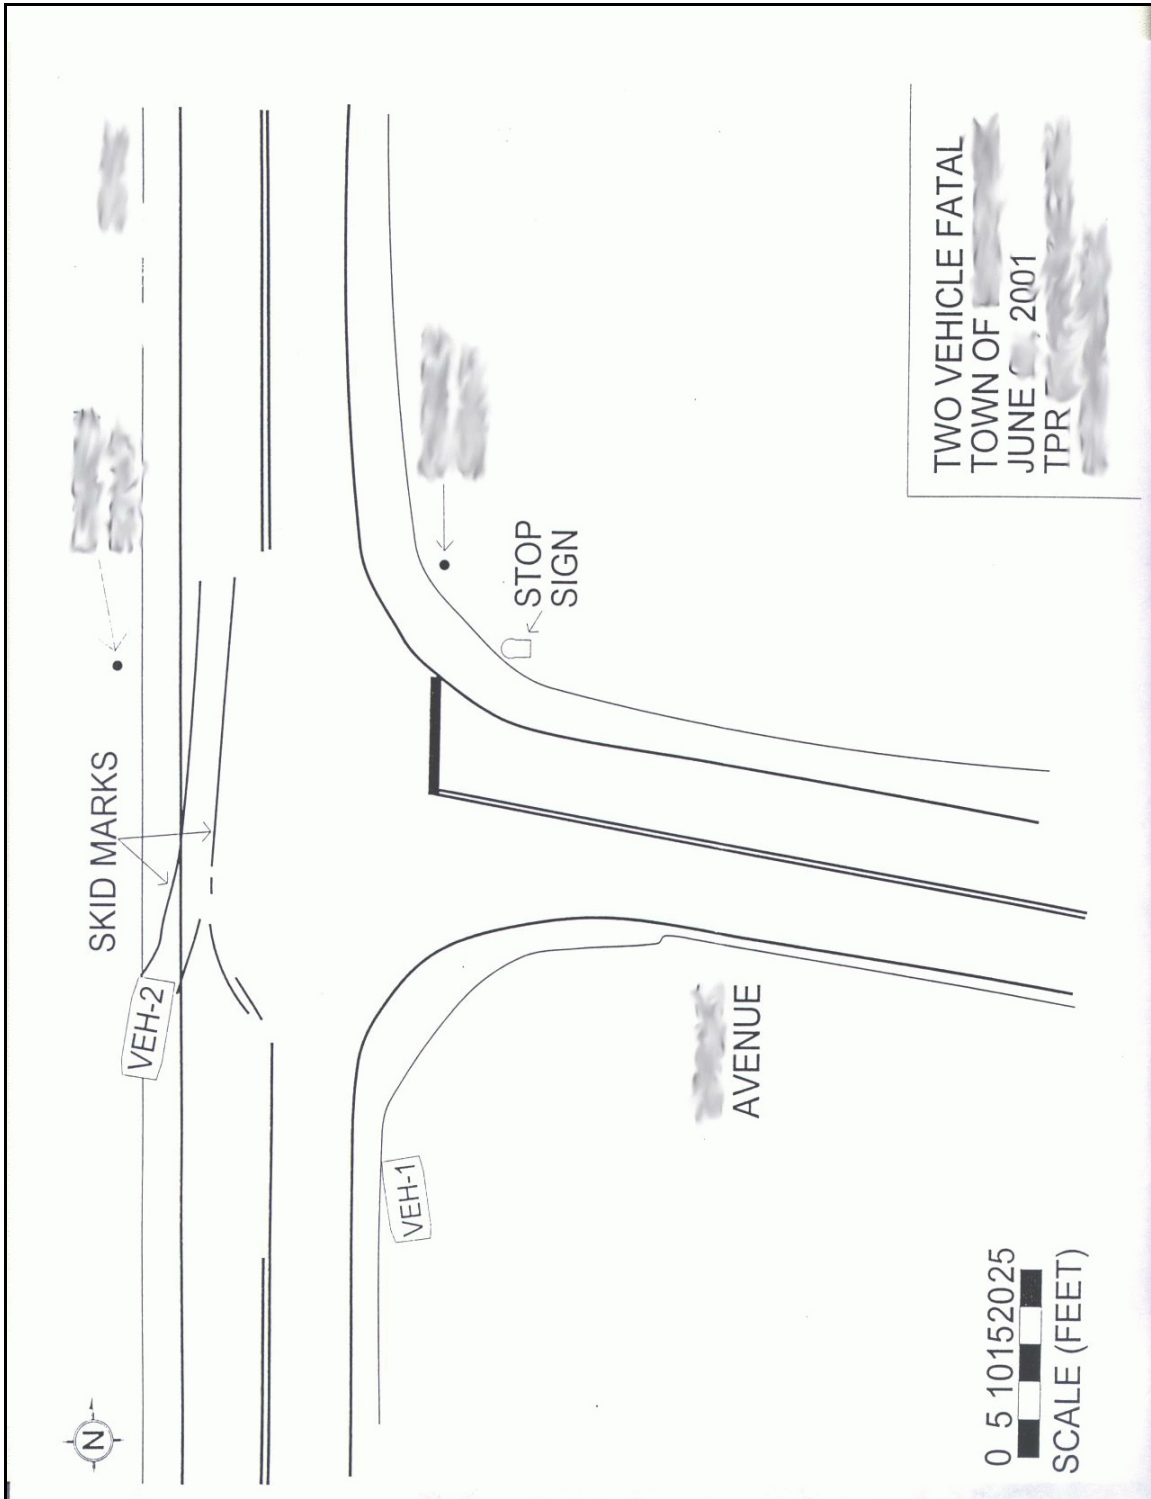 SKID MARKS
VEH-2
STOP
SIGN
VEH-1
AVENUE
TWO VEHICLE FATAL
TOWN OF
JUNE , 2001
TPR
N
0 5 10152025
SCALE (FEET)